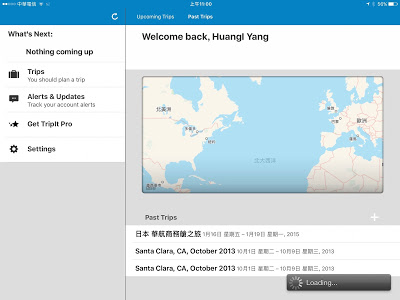 中華電信
上午11:00
50%
Upcoming Trips
Past Trips
What's Next:
Nothing coming up
Trips
You should plan a trip
Alerts & Updates
Track your account alerts
Get TripIt Pro
Settings
Welcome back, Huangl Yang
北美洲
歐洲
北大西洋
Past Trips
日本 華航商務艙之旅 1月16日 星期五 – 1月19日 星期一, 2015
Santa Clara, CA, October 2013 10月1日 星期二 – 10月9日 星期三, 2013
Santa Clara, CA, October 2013 10月1日 星期二 – 10月9日 星期三, 2013
Loading...